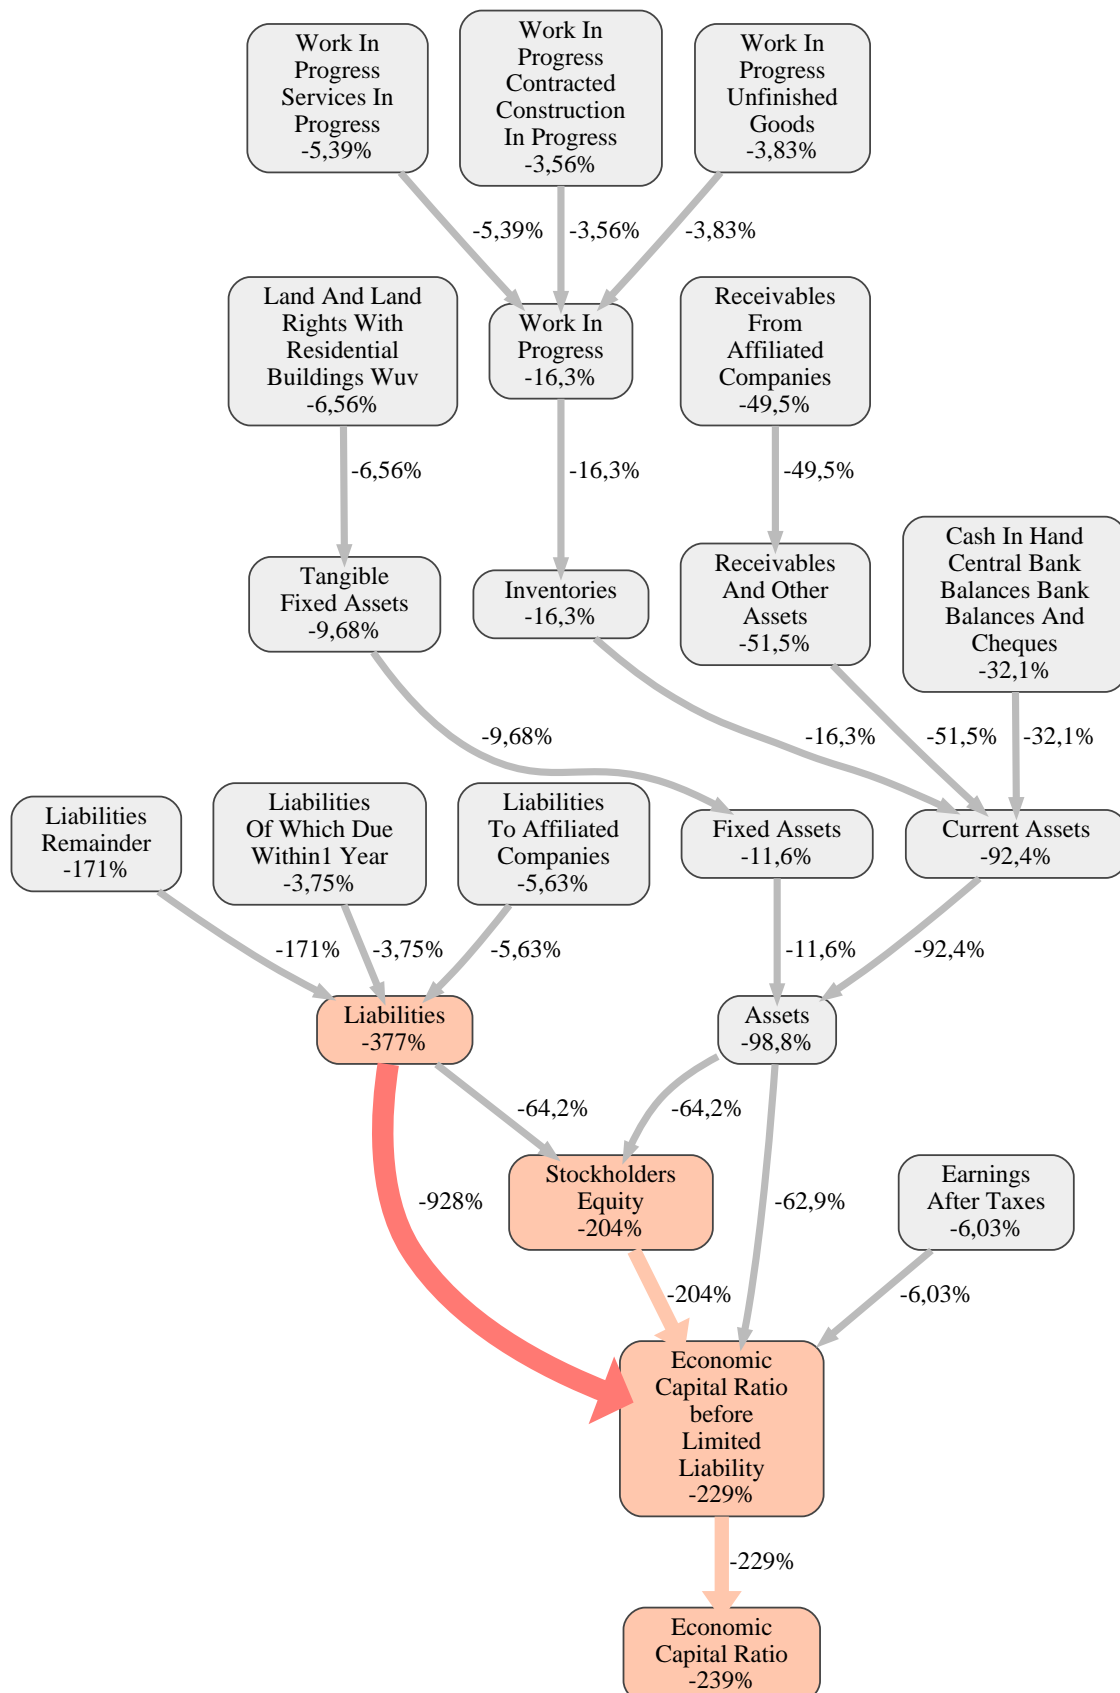 Work In
Progress
Services In
Progress
-5,39%
Work In
Progress
Contracted
Construction
In Progress
-3,56%
Work In
Progress
Unfinished
Goods
-3,83%
-5,39%
-3,56%
-3,83%
Land And Land
Rights With
Residential
Buildings Wuv
-6,56%
Work In
Progress
-16,3%
Receivables
From
Affiliated
Companies
-49,5%
-6,56%
-16,3%
-49,5%
Tangible
Fixed Assets
-9,68%
Inventories
-16,3%
Receivables
And Other
Assets
-51,5%
Cash In Hand
Central Bank
Balances Bank
Balances And
Cheques
-32,1%
-9,68%
-16,3%
-51,5%
-32,1%
Liabilities
Remainder
-171%
Liabilities
Of Which Due
Within1 Year
-3,75%
Liabilities
To Affiliated
Companies
-5,63%
Fixed Assets
-11,6%
Current Assets
-92,4%
-171%
-3,75%
-5,63%
-11,6%
-92,4%
Liabilities
-377%
Assets
-98,8%
-64,2%
-64,2%
-928%
Stockholders
Equity
-204%
-62,9%
Earnings
After Taxes
-6,03%
-204%
-6,03%
Economic
Capital Ratio
before
Limited
Liability
-229%
-229%
Economic
Capital Ratio
-239%